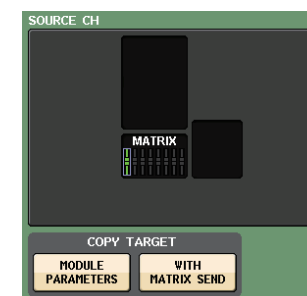 SOURCE CH
MATRIX
COPY TARGET
MODULE
PARAMETERS
WITH
MATRIX SEND